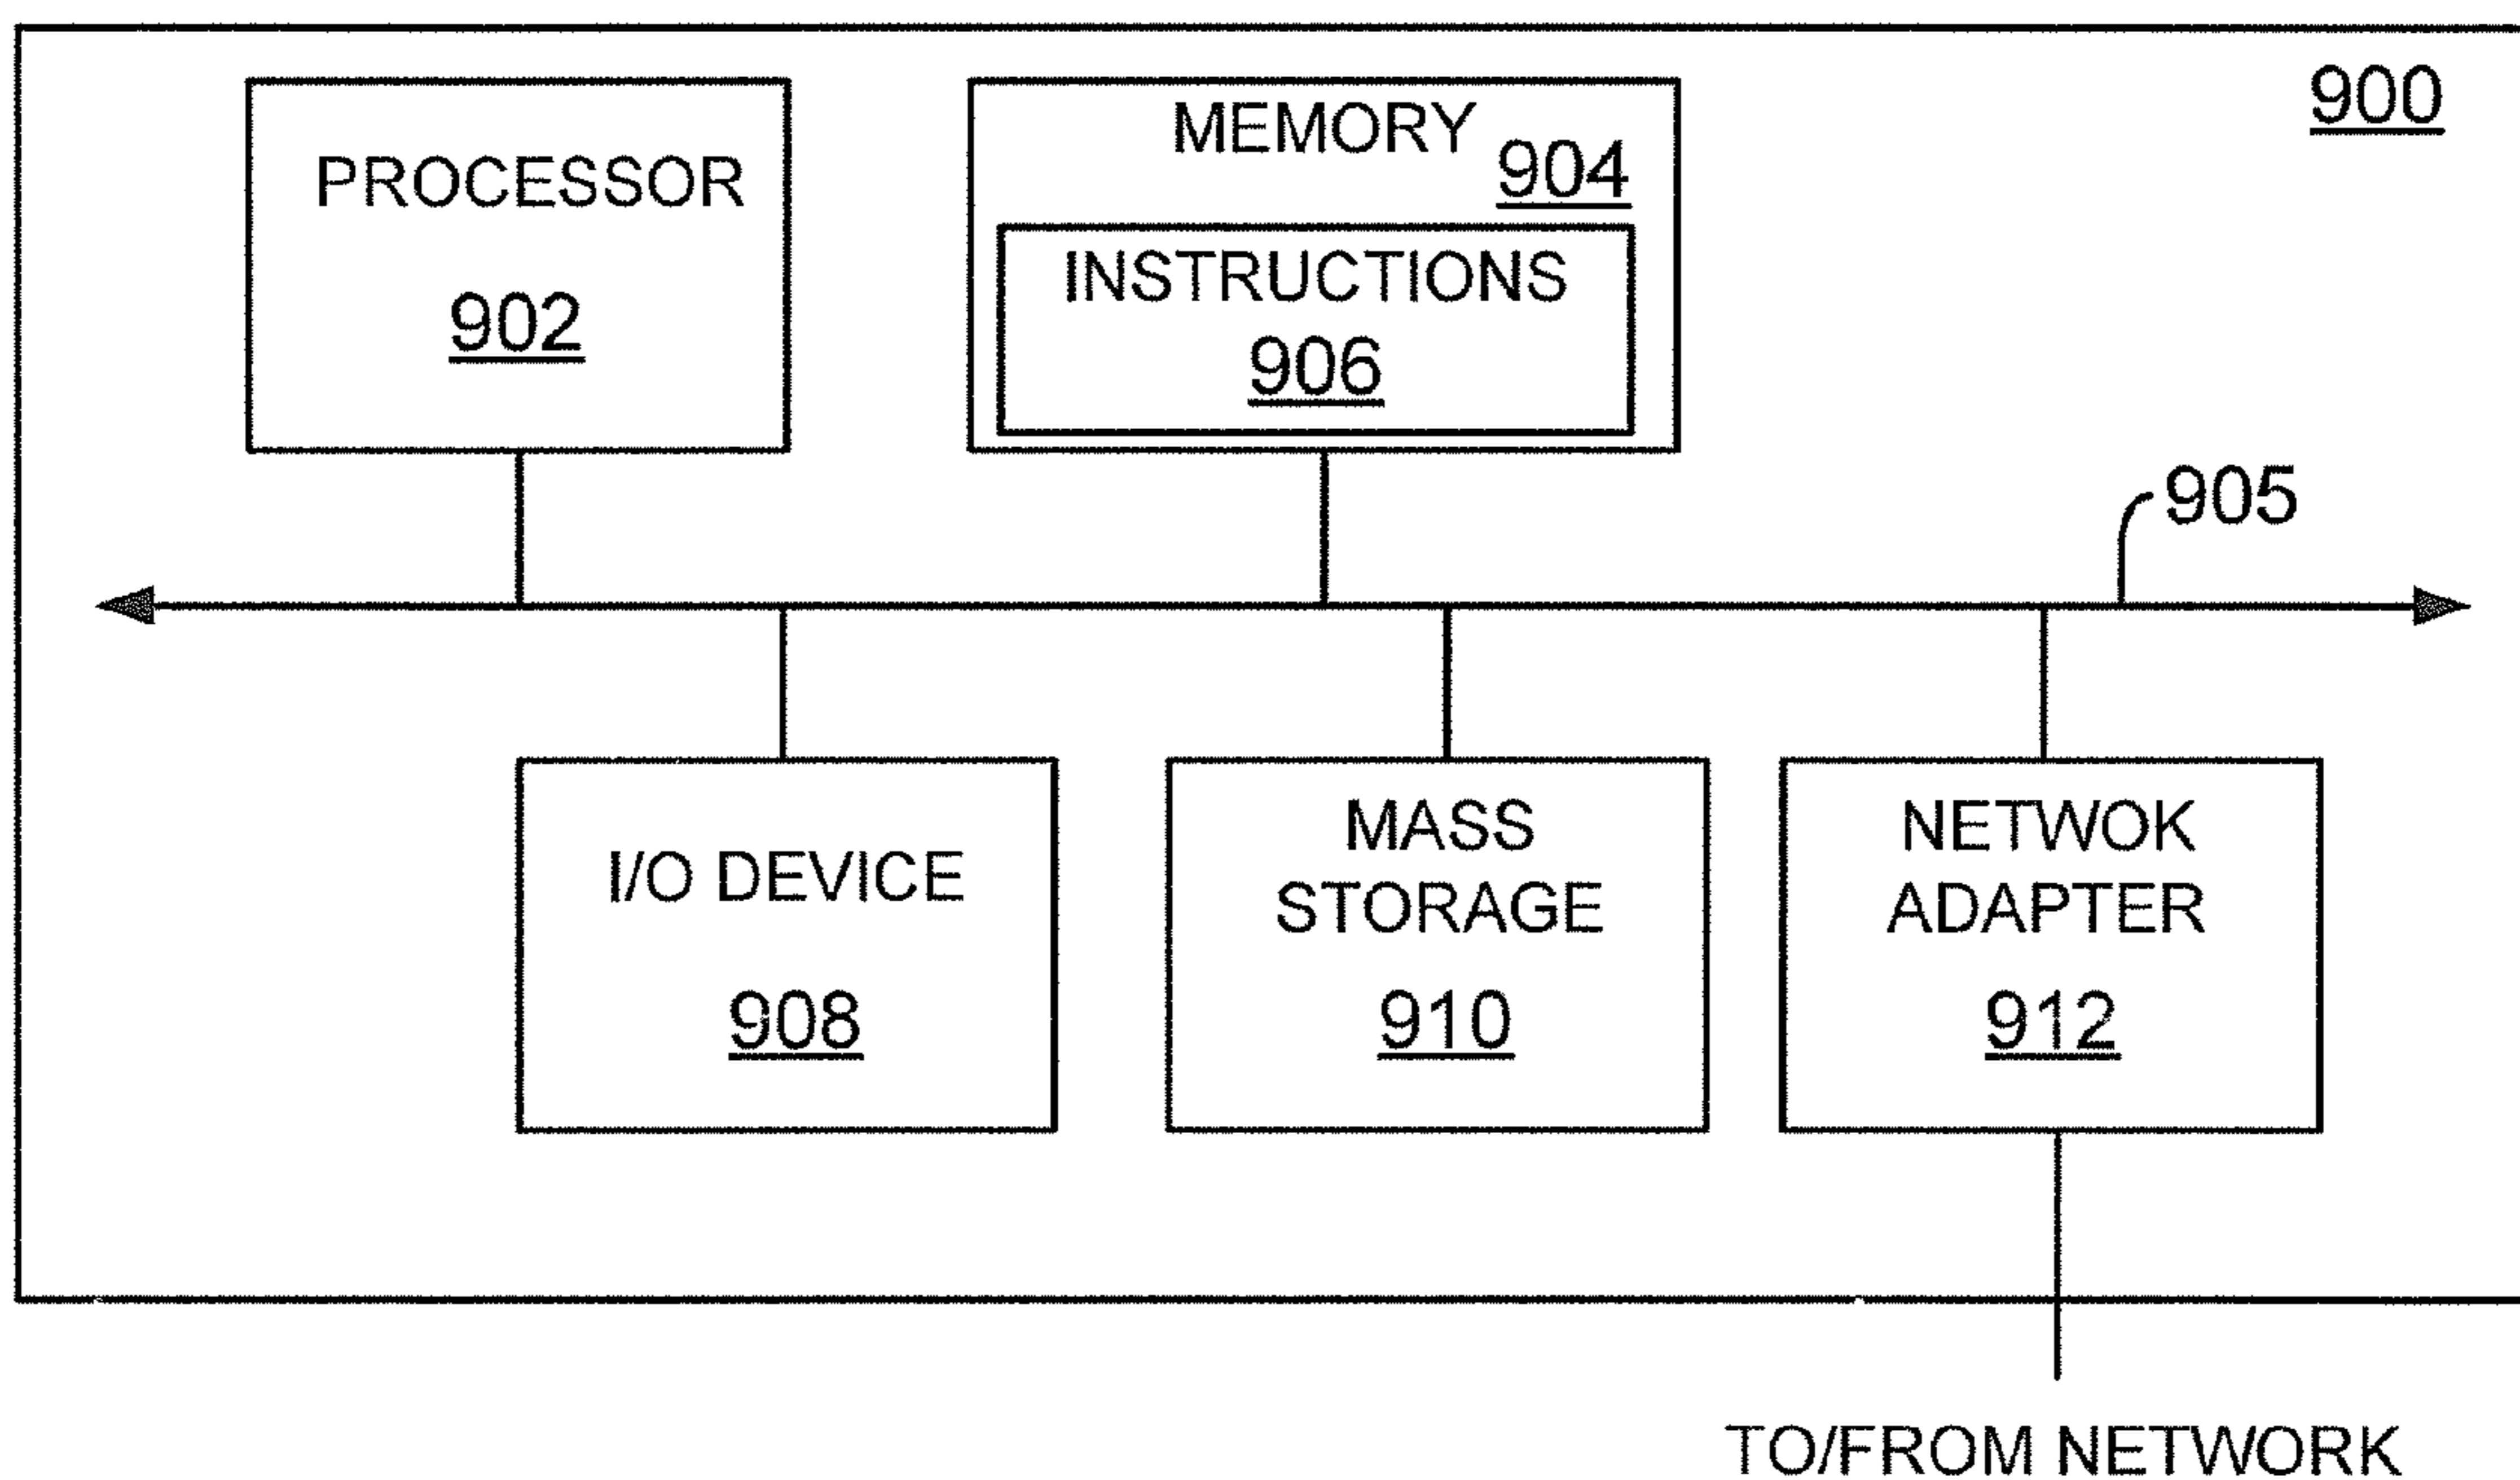 900
PROCESSOR
902
MEMORY
904
INSTRUCTIONS
906
905
I/O DEVICE
908
MASS
STORAGE
910
NETWOK
ADAPTER
912
TO/FROM NETWORK